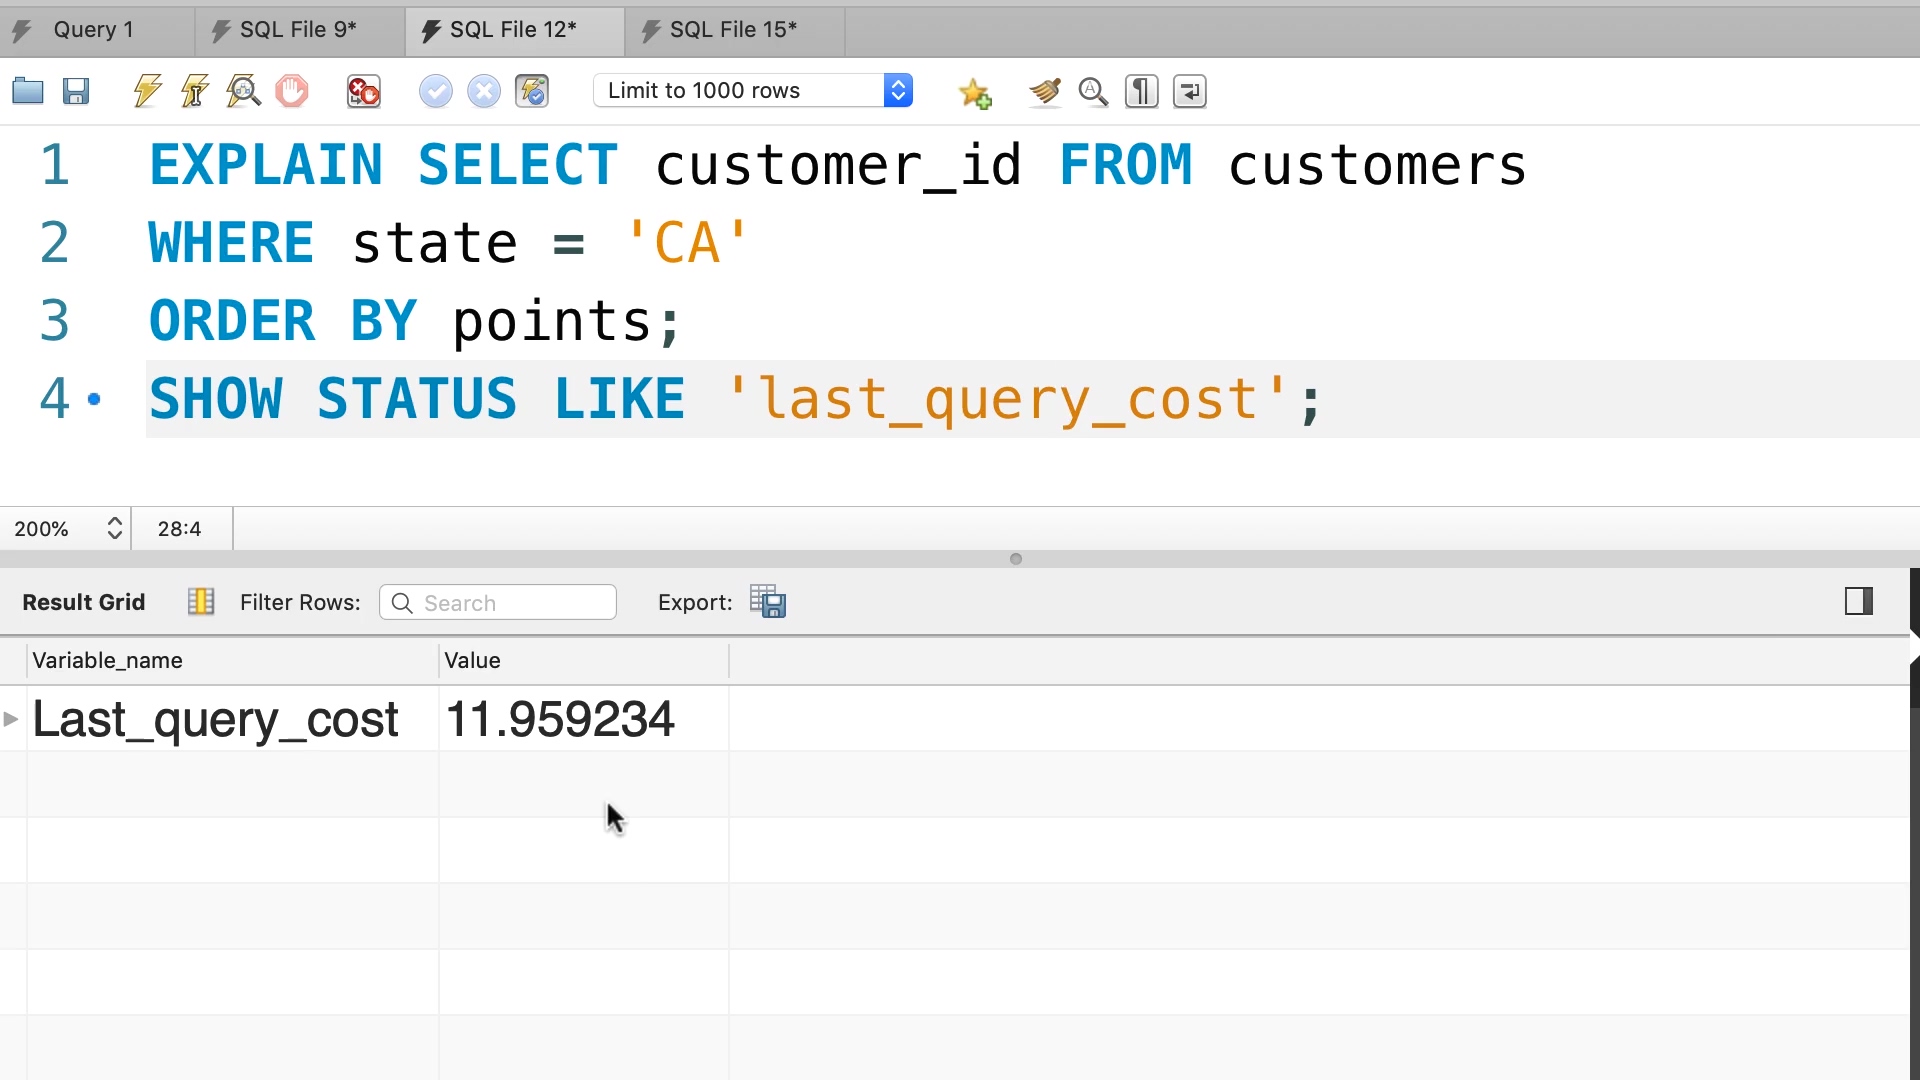 Query 1 SQL File 9* SQL File 12* SQL File 15*
Limit to 1000 rows
1 EXPLAIN SELECT customer_id FROM customers
2 WHERE state = 'CA'
3 ORDER BY points;
4 SHOW STATUS LIKE 'last_query_cost';
200% 28:4
Result Grid Filter Rows: Search Export:
Variable_name Value
Last_query_cost 11.959234